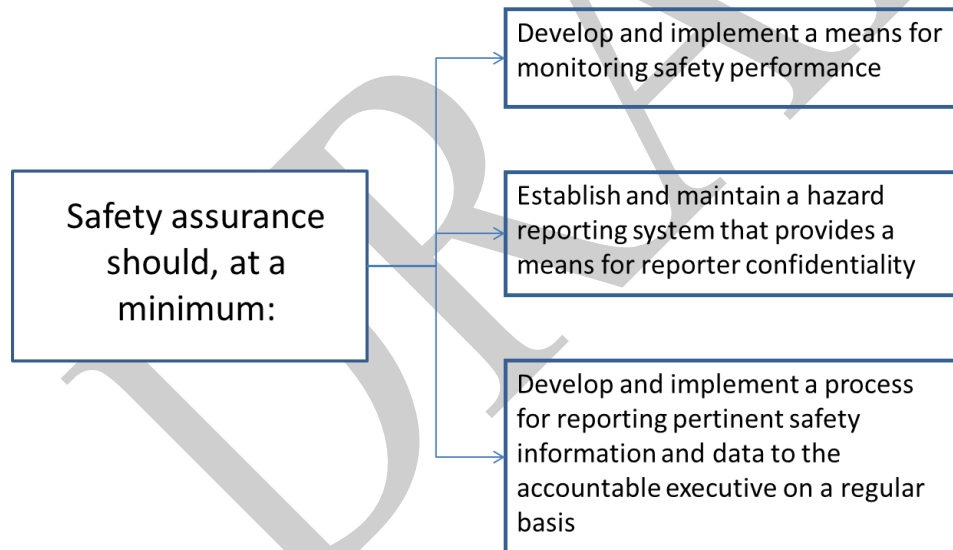 Develop and implement a means for
monitoring safety performance
Safety assurance
should, at a
minimum:
Establish and maintain a hazard
reporting system that provides a
means for reporter confidentiality
Develop and implement a process
for reporting pertinent safety
information and data to the
accountable executive on a regular
basis